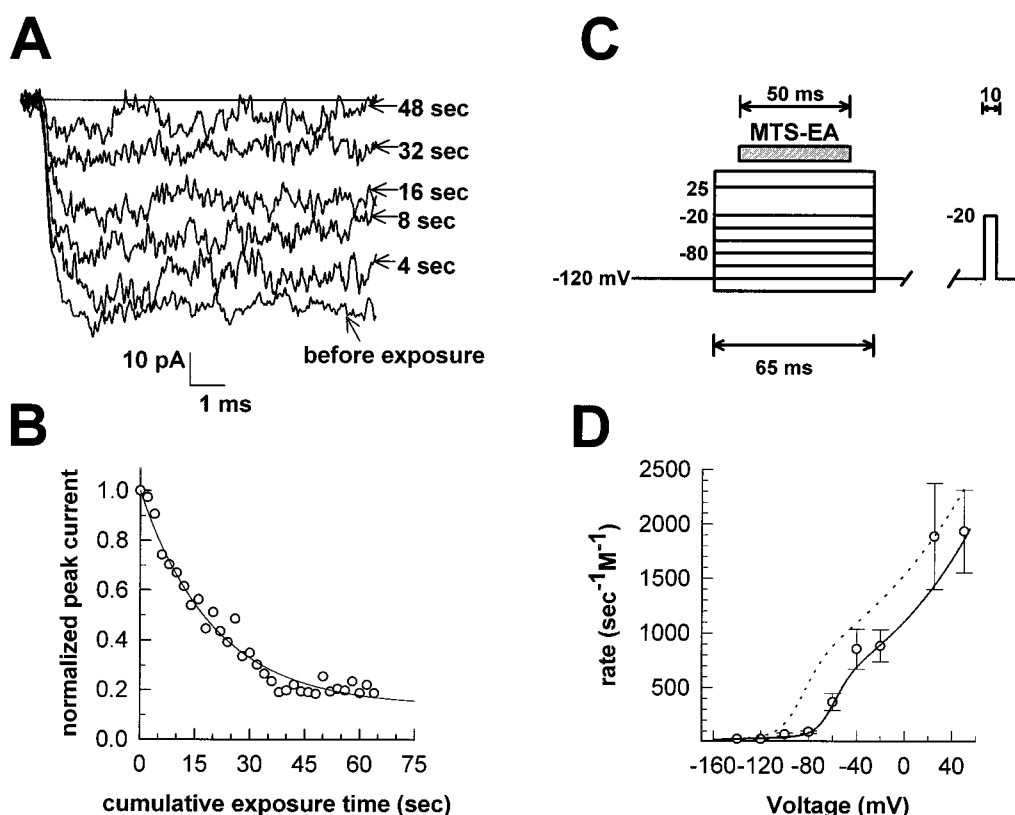 A
48 sec
32 sec
16 sec
8 sec
4 sec
before exposure
10 pA
1 ms
B
normalized peak current
1.0
0.8
0.6
0.4
0.2
0.0
0 15 30 45 60 75
cumulative exposure time (sec)
C
50 ms
10
MTS-EA
25
-20
-80
-120 mV
-20
65 ms
D
rate (sec-1M-1)
2500
2000
1500
1000
500
-160 -120 -80 -40 0 40
Voltage (mV)